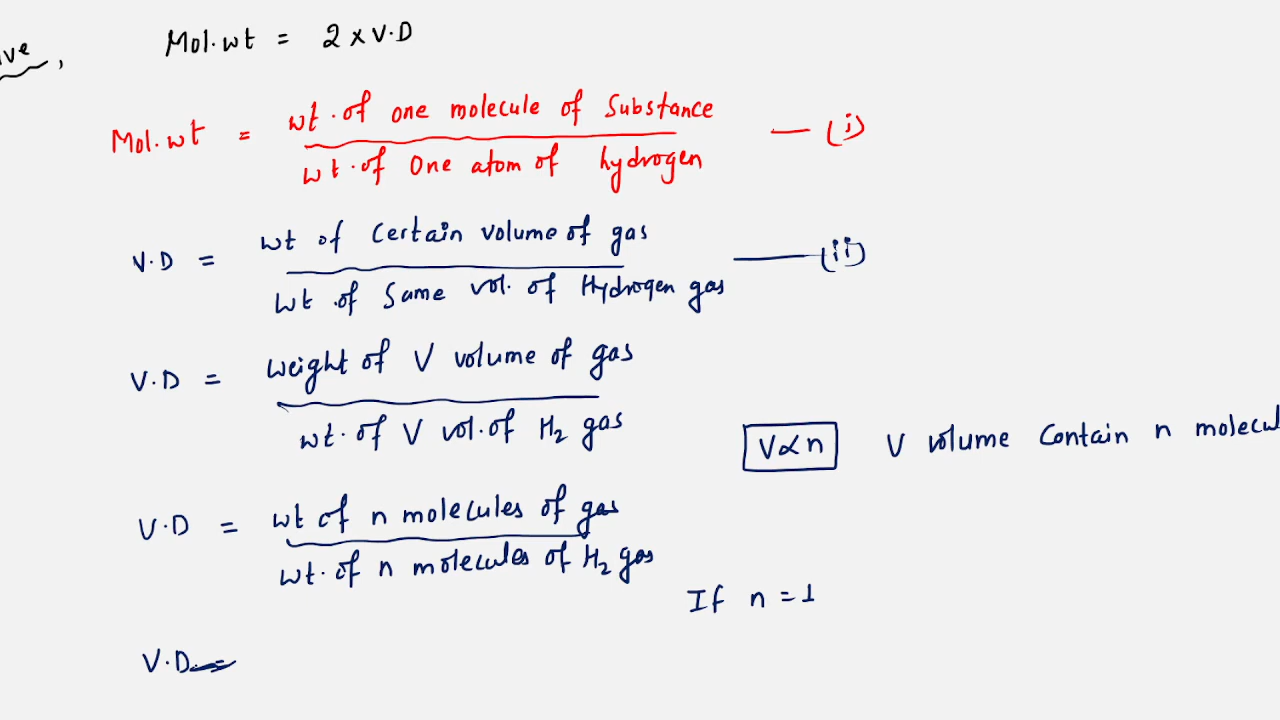 Mol.wt = 2 x V.D
Mol.wt = wt.of one molecule of Substance — (i)
wt.of One atom of hydrogen
V.D = wt of Certain volume of gas — (ii)
Wt of Same vol. of Hydrogen gas
V.D = Weight of V volume of gas
wt. of V vol.of H₂ gas
V∝n V volume Contain n molecul
V.D = wt of n molecules of gas
wt. of n molecules of H₂ gas
If n = 1
V.D =